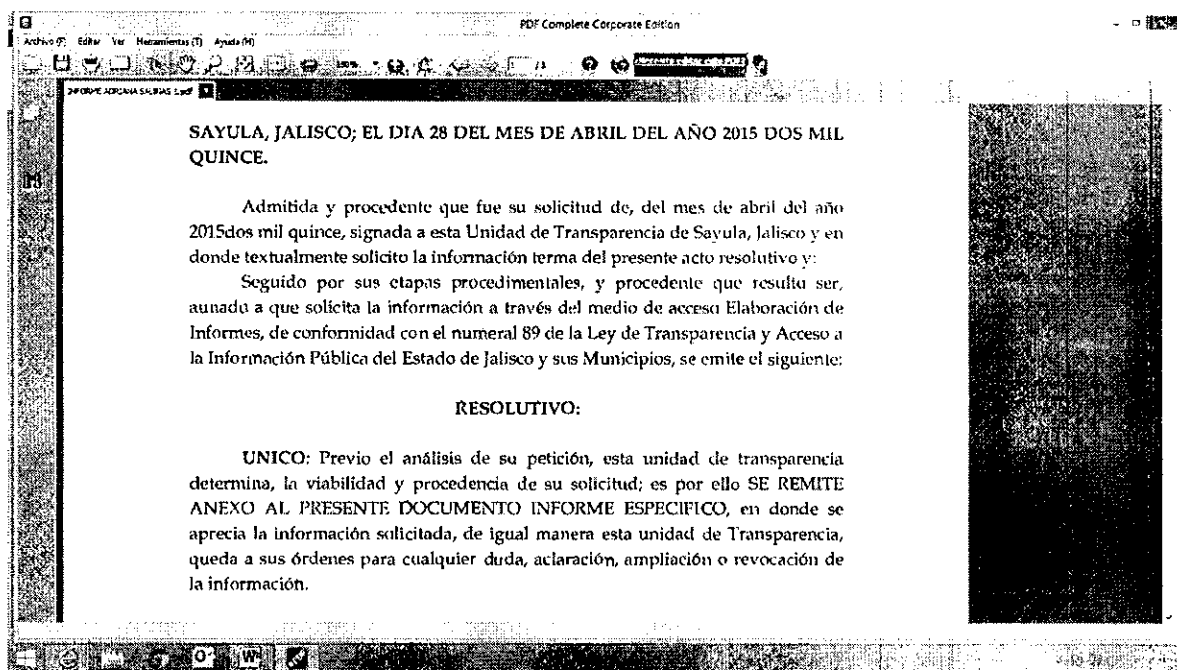 PDF Complete Corporate Edition
Archivo (F) Editar Ver Herramientas (T) Ayuda (H)
SAYULA, JALISCO; EL DIA 28 DEL MES DE ABRIL DEL AÑO 2015 DOS MIL
QUINCE.
Admitida y procedente que fue su solicitud de, del mes de abril del año
2015dos mil quince, signada a esta Unidad de Transparencia de Sayula, Jalisco y en
donde textualmente solicito la información terma del presente acto resolutivo y:
Seguido por sus etapas procedimentales, y procedente que resulta ser,
aunado a que solicita la información a través del medio de acceso Elaboración de
Informes, de conformidad con el numeral 89 de la Ley de Transparencia y Acceso a
la Información Pública del Estado de Jalisco y sus Municipios, se emite el siguiente:
RESOLUTIVO:
UNICO: Previo el análisis de su petición, esta unidad de transparencia
determina, la viabilidad y procedencia de su solicitud; es por ello SE REMITE
ANEXO AL PRESENTE DOCUMENTO INFORME ESPECIFICO, en donde se
aprecia la información solicitada, de igual manera esta unidad de Transparencia,
queda a sus órdenes para cualquier duda, aclaración, ampliación o revocación de
la información.